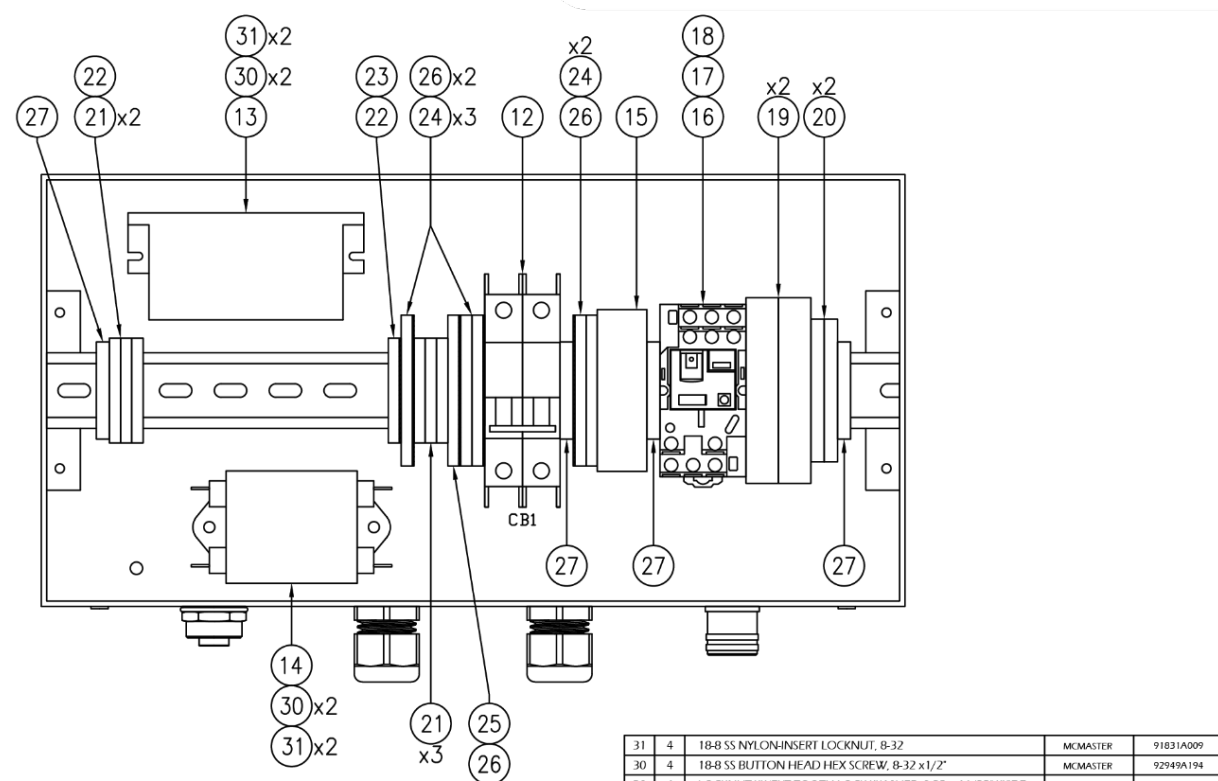 31 x2
22 30 x2 23 26 x2 x2 24 18 17
27 21 x2 13 22 24 x3 12 26 15 16 x2 19 x2 20
CB1
27 27 27
14
30 x2
31 x2
21 x3
25
26
31 4 18-8 SS NYLON-INSERT LOCKNUT, 8-32 MCMASTER 91831A009
30 4 18-8 SS BUTTON HEAD HEX SCREW, 8-32 x1/2" MCMASTER 92949A194